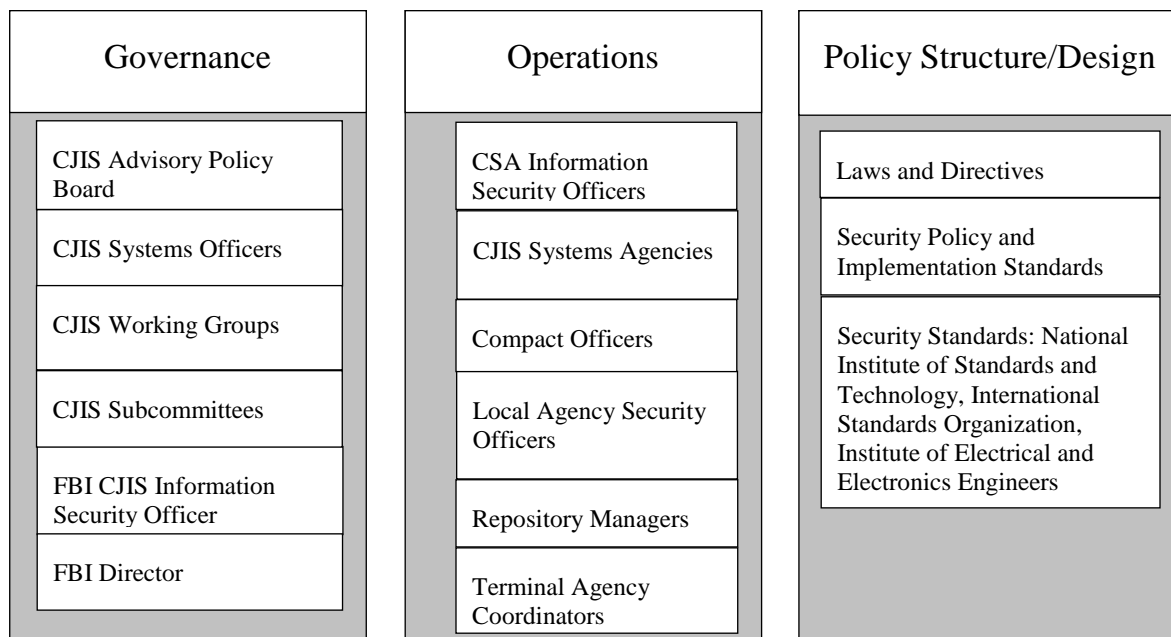 Governance
CJIS Advisory Policy
Board
CJIS Systems Officers
CJIS Working Groups
CJIS Subcommittees
FBI CJIS Information
Security Officer
FBI Director
Operations
CSA Information
Security Officers
CJIS Systems Agencies
Compact Officers
Local Agency Security
Officers
Repository Managers
Terminal Agency
Coordinators
Policy Structure/Design
Laws and Directives
Security Policy and
Implementation Standards
Security Standards: National
Institute of Standards and
Technology, International
Standards Organization,
Institute of Electrical and
Electronics Engineers